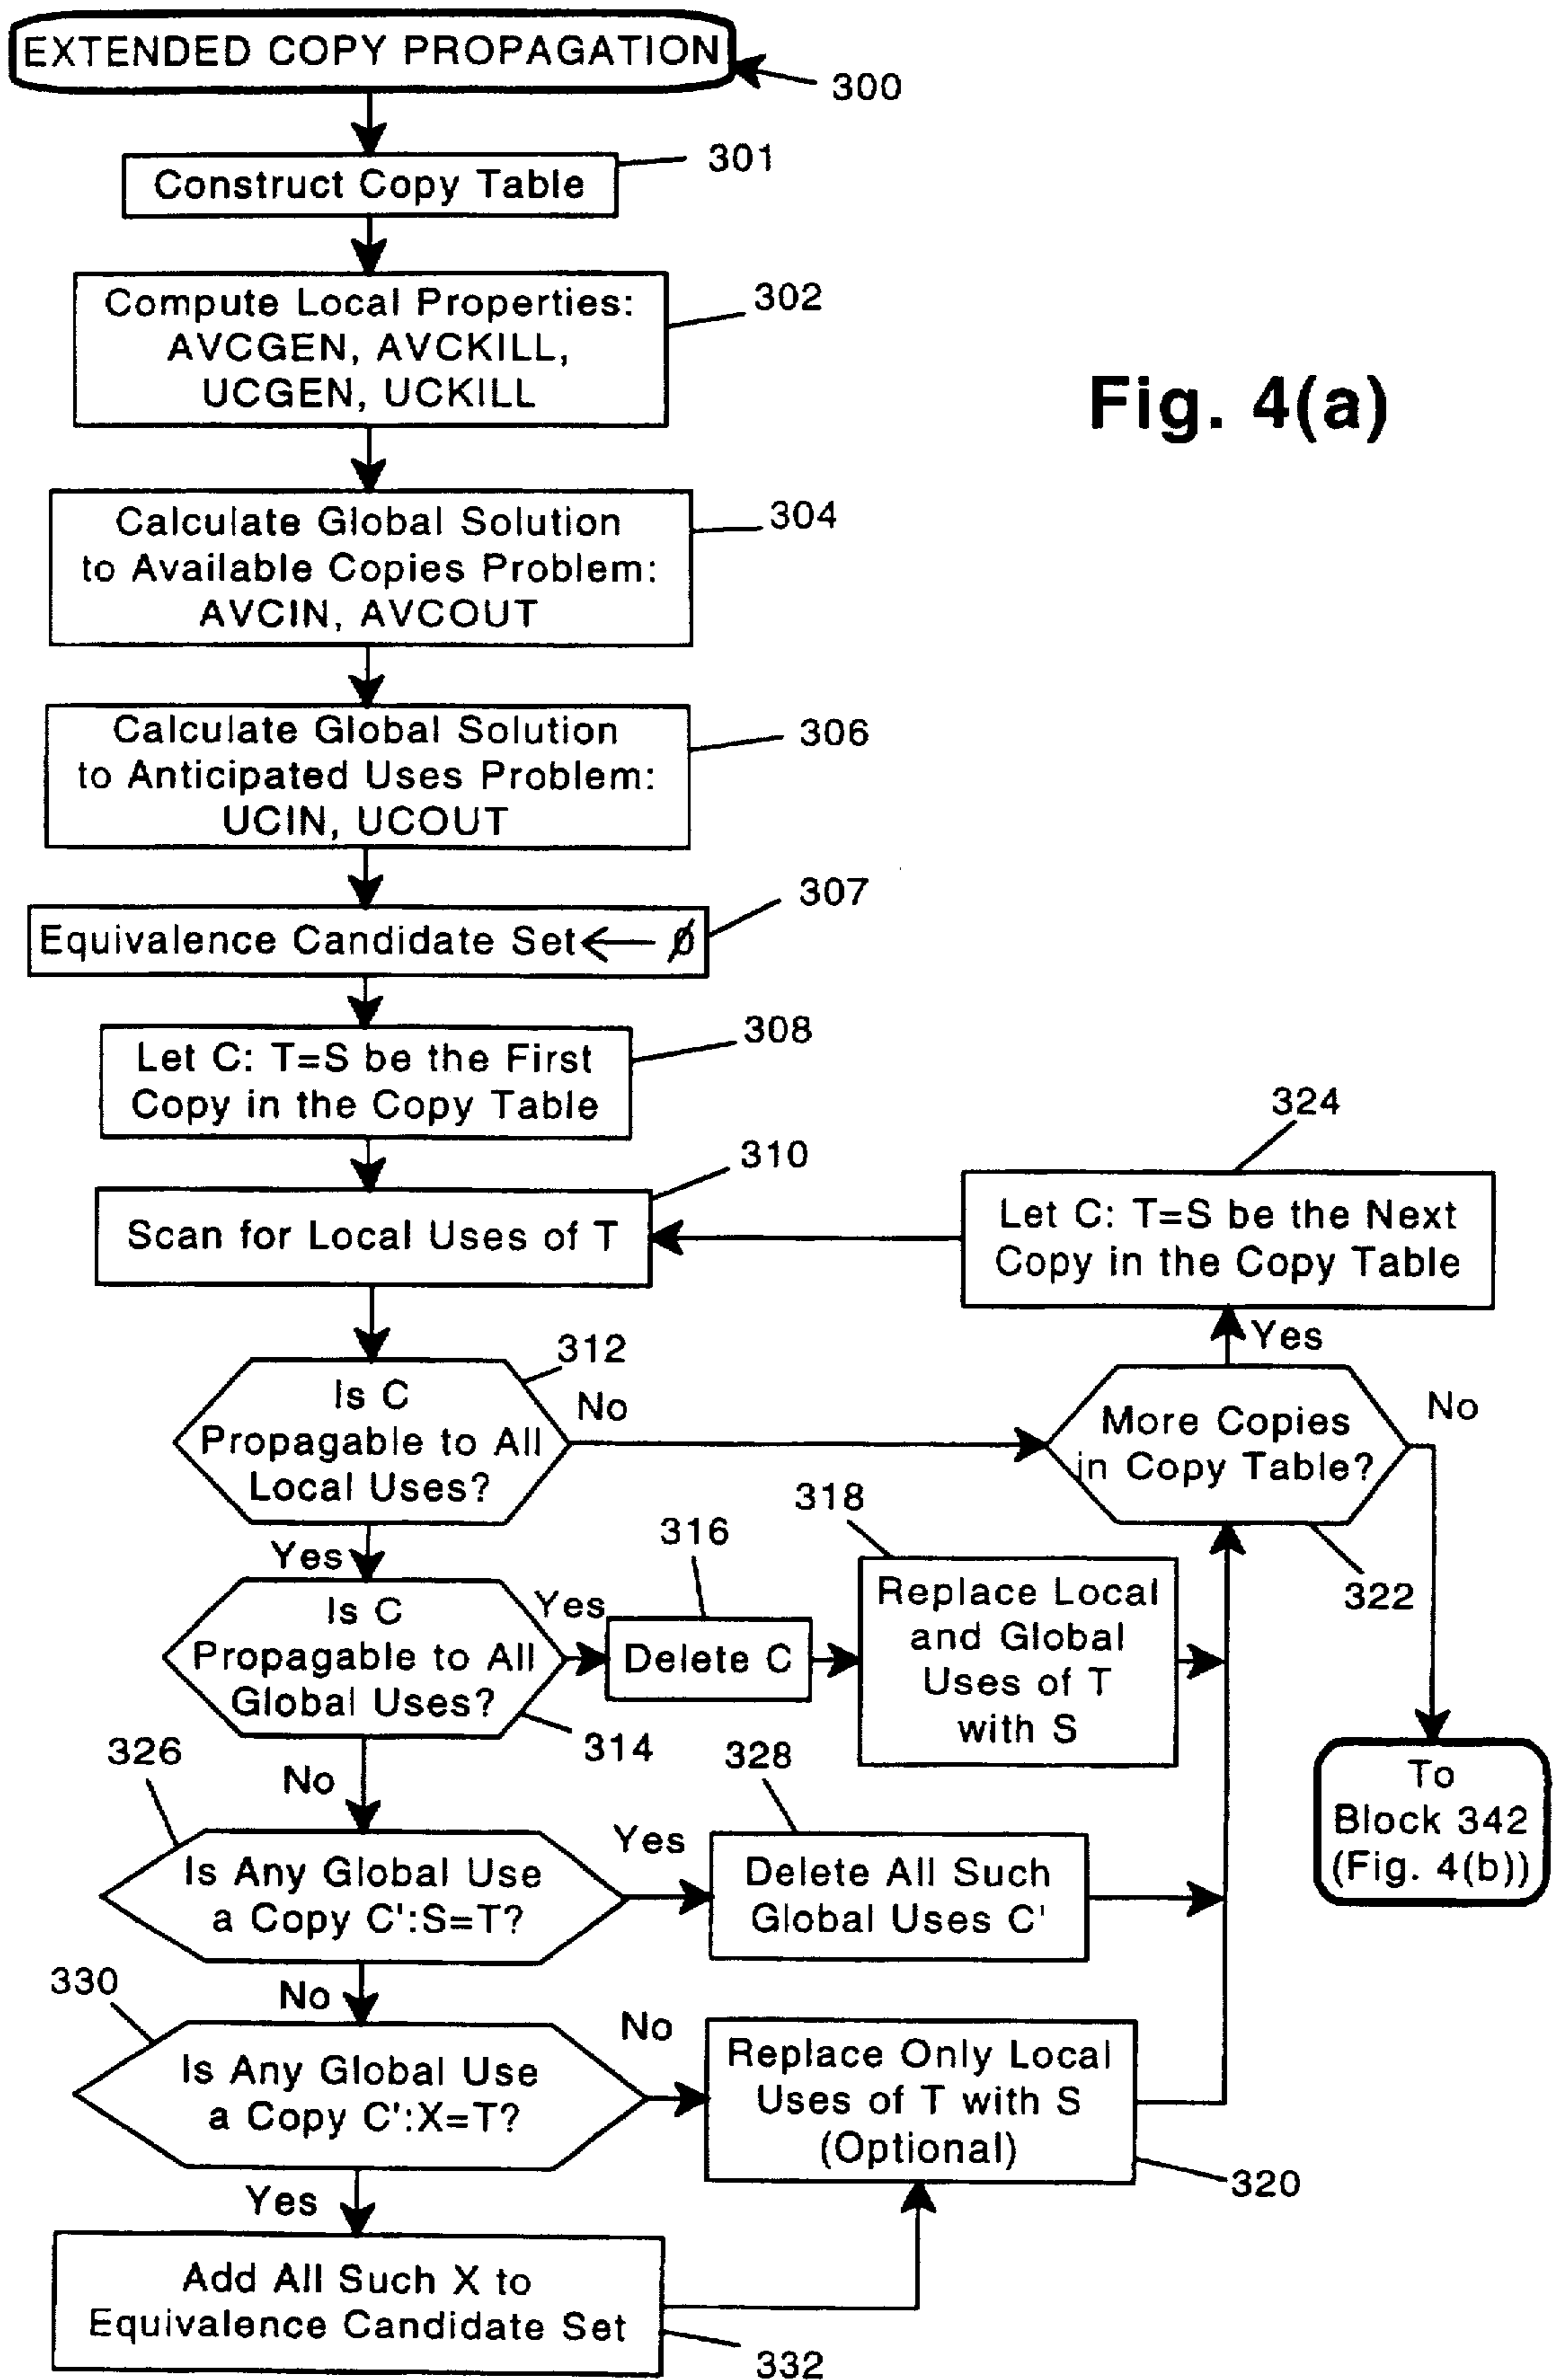 EXTENDED COPY PROPAGATION
300
301
Construct Copy Table
302
Compute Local Properties:
AVCGEN, AVCKILL,
UCGEN, UCKILL
Fig. 4(a)
304
Calculate Global Solution
to Available Copies Problem:
AVCIN, AVCOUT
306
Calculate Global Solution
to Anticipated Uses Problem:
UCIN, UCOUT
307
Equivalence Candidate Set ← ∅
308
Let C: T=S be the First
Copy in the Copy Table
310
Scan for Local Uses of T
324
Let C: T=S be the Next
Copy in the Copy Table
Yes
312
Is C
Propagable to All
Local Uses?
No
More Copies
in Copy Table?
No
322
Yes
Is C
Propagable to All
Global Uses?
314
Yes
316
Delete C
318
Replace Local
and Global
Uses of T
with S
To
Block 342
(Fig. 4(b))
No
326
Is Any Global Use
a Copy C':S=T?
Yes
328
Delete All Such
Global Uses C'
No
330
Is Any Global Use
a Copy C':X=T?
No
Replace Only Local
Uses of T with S
(Optional)
320
Yes
Add All Such X to
Equivalence Candidate Set
332